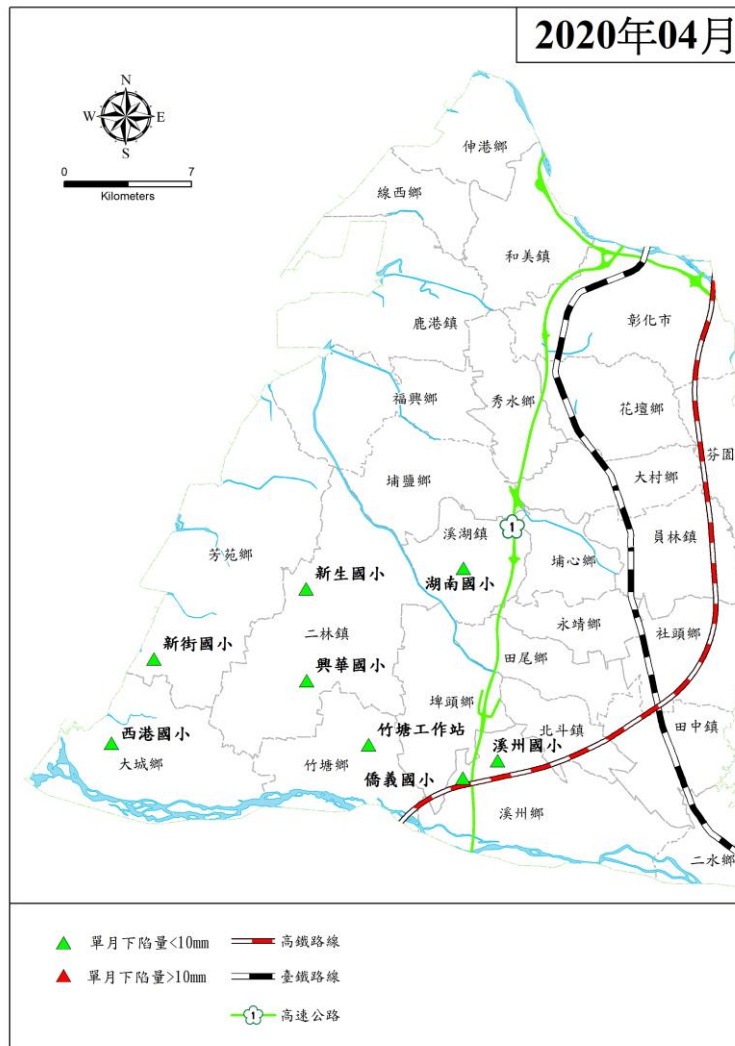 2020年04月
N
W
E
S
0
7
Kilometers
伸港鄉
線西鄉
和美鎮
鹿港鎮
彰化市
福興鄉
秀水鄉
花壇鄉
芬園
埔鹽鄉
大村鄉
1
溪湖鎮
員林鎮
芳苑鄉
埔心鄉
新生國小
湖南國小
二林鎮
永靖鄉
社頭鄉
新街國小
田尾鄉
興華國小
埤頭鄉
北斗鎮
田中鎮
西港國小
竹塘工作站
溪州國小
大城鄉
竹塘鄉
僑義國小
溪州鄉
二水鄉
單月下陷量<10mm
高鐵路線
單月下陷量>10mm
臺鐵路線
1
高速公路